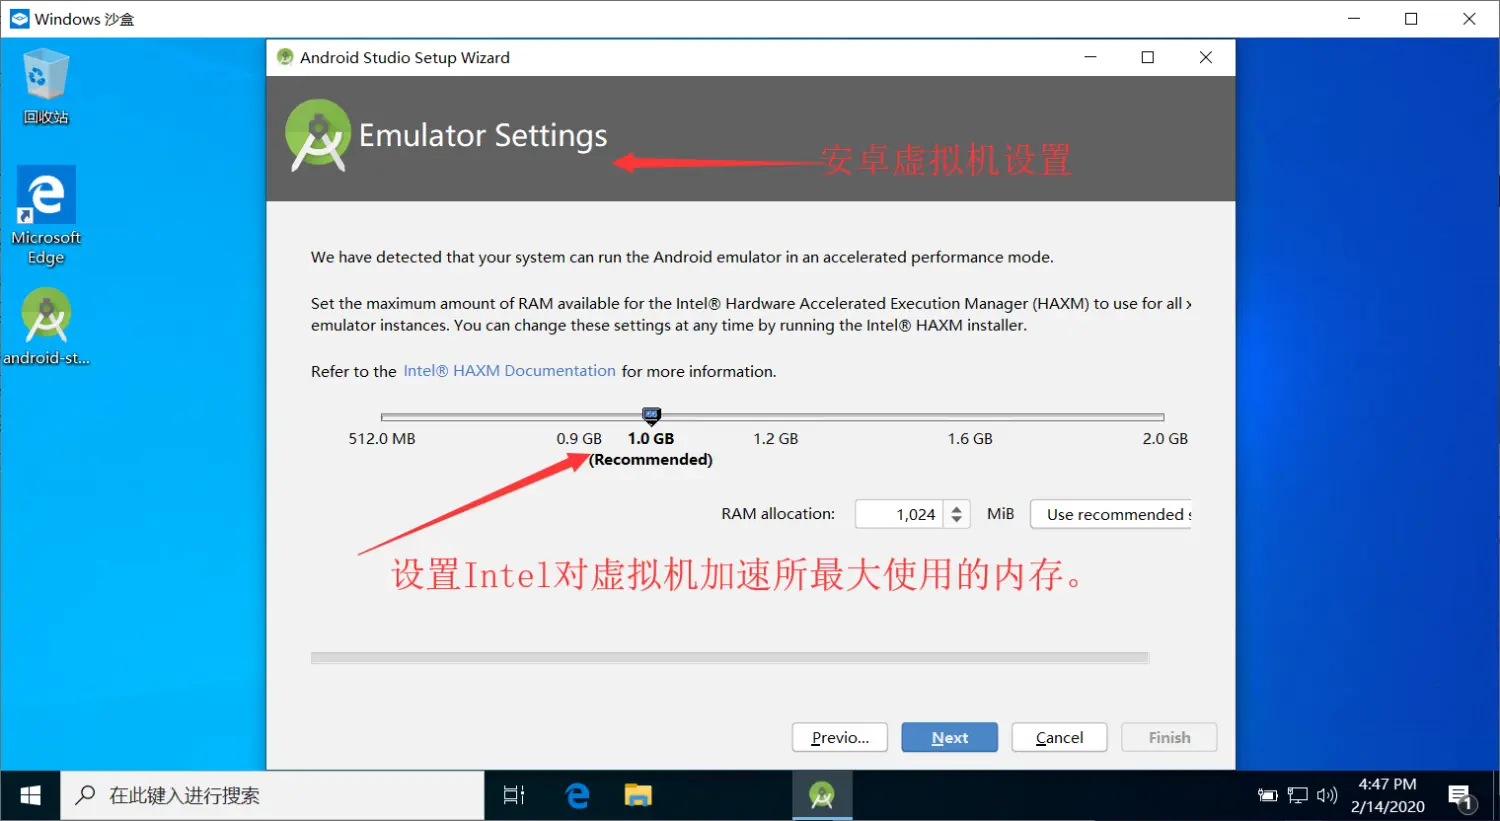 Windows 沙盒
回收站
Microsoft
Edge
android-st...
Android Studio Setup Wizard
Emulator Settings
安卓虚拟机设置
We have detected that your system can run the Android emulator in an accelerated performance mode.
Set the maximum amount of RAM available for the Intel® Hardware Accelerated Execution Manager (HAXM) to use for all x
emulator instances. You can change these settings at any time by running the Intel® HAXM installer.
Refer to the Intel® HAXM Documentation for more information.
512.0 MB 0.9 GB 1.0 GB 1.2 GB 1.6 GB 2.0 GB
(Recommended)
RAM allocation: 1,024 MiB Use recommended s
设置Intel对虚拟机加速所最大使用的内存。
Previo... Next Cancel Finish
在此键入进行搜索
4:47 PM
2/14/2020
1